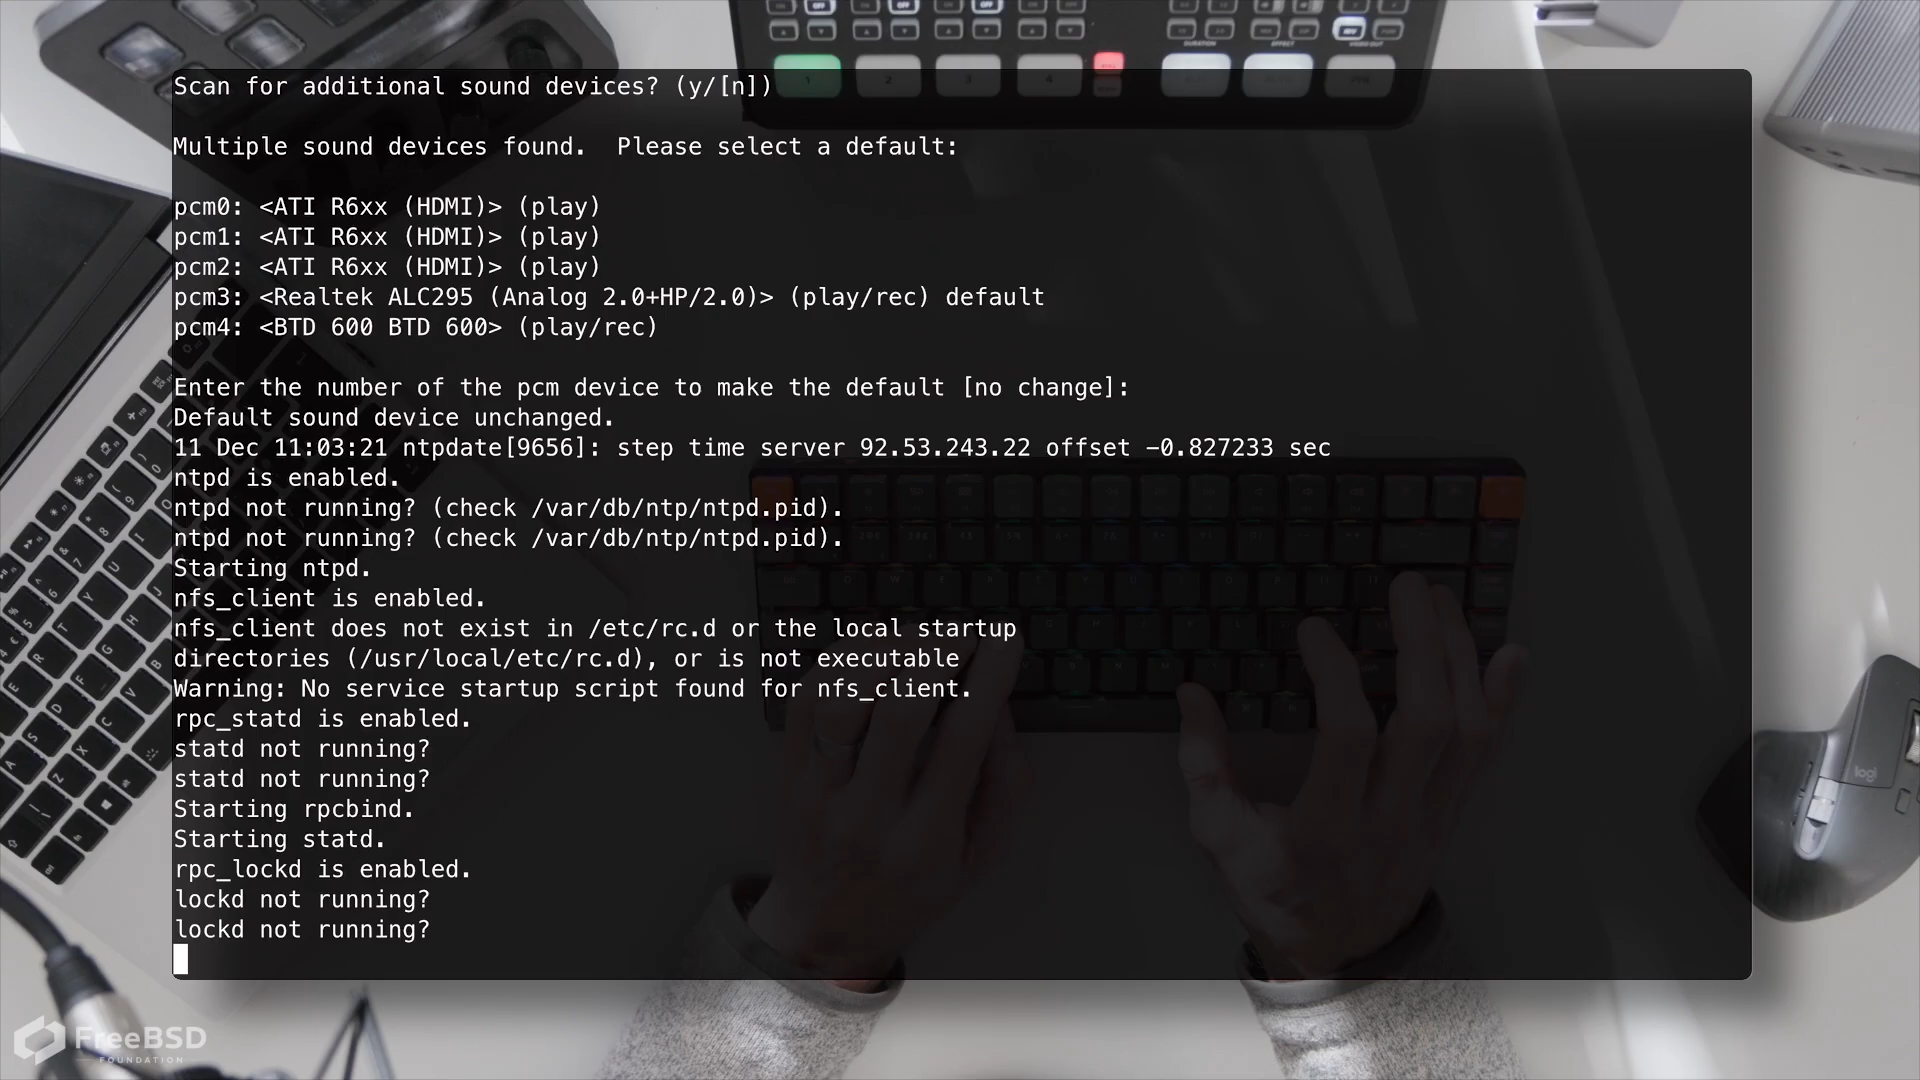 Scan for additional sound devices? (y/[n])
Multiple sound devices found.  Please select a default:
pcm0: <ATI R6xx (HDMI)> (play)
pcm1: <ATI R6xx (HDMI)> (play)
pcm2: <ATI R6xx (HDMI)> (play)
pcm3: <Realtek ALC295 (Analog 2.0+HP/2.0)> (play/rec) default
pcm4: <BTD 600 BTD 600> (play/rec)
Enter the number of the pcm device to make the default [no change]:
Default sound device unchanged.
11 Dec 11:03:21 ntpdate[9656]: step time server 92.53.243.22 offset -0.827233 sec
ntpd is enabled.
ntpd not running? (check /var/db/ntp/ntpd.pid).
ntpd not running? (check /var/db/ntp/ntpd.pid).
Starting ntpd.
nfs_client is enabled.
nfs_client does not exist in /etc/rc.d or the local startup
directories (/usr/local/etc/rc.d), or is not executable
Warning: No service startup script found for nfs_client.
rpc_statd is enabled.
statd not running?
statd not running?
Starting rpcbind.
Starting statd.
rpc_lockd is enabled.
lockd not running?
lockd not running?
FreeBSD
FOUNDATION
logi